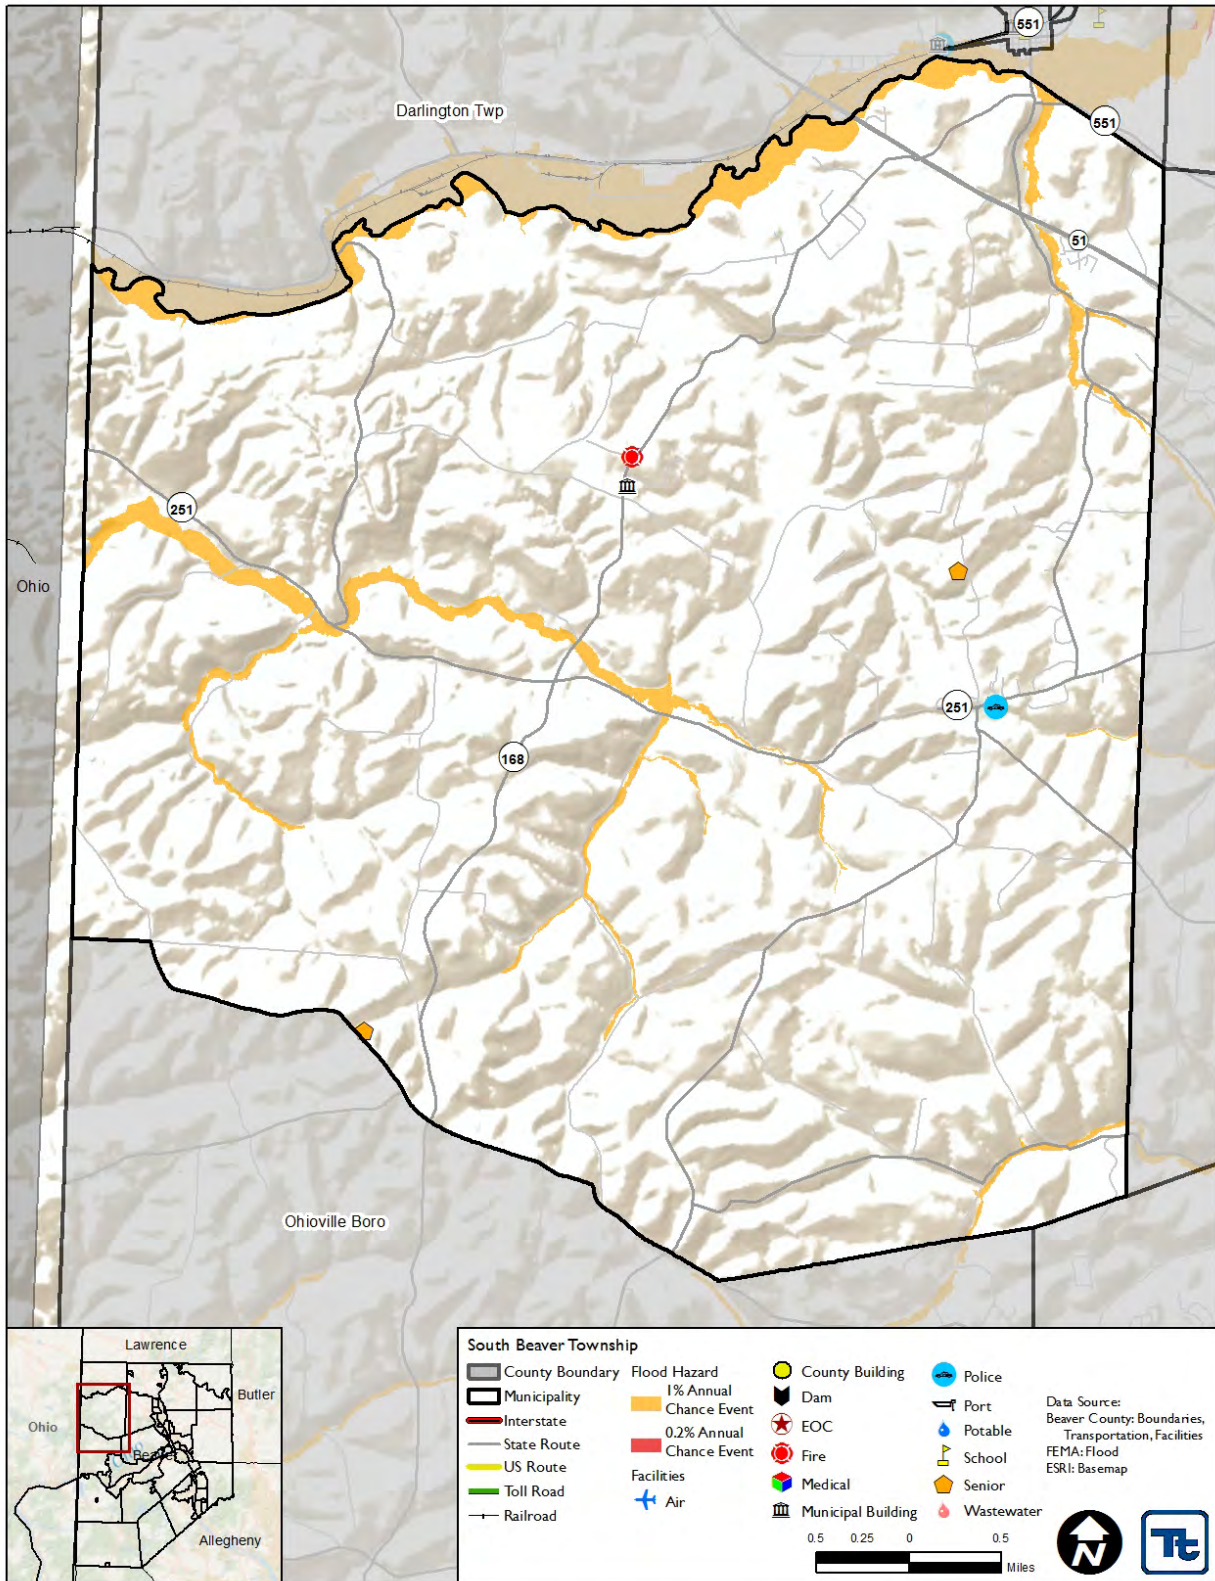 551
Darlington Twp
551
51
251
Ohio
251
168
Ohioville Boro
Lawrence
Butler
Ohio
Beaver
Allegheny
South Beaver Township
County Boundary
Municipality
Interstate
State Route
US Route
Toll Road
Railroad
Flood Hazard
1% Annual
Chance Event
0.2% Annual
Chance Event
Facilities
Air
County Building
Dam
EOC
Fire
Medical
Municipal Building
Police
Port
Potable
School
Senior
Wastewater
Data Source:
Beaver County: Boundaries,
Transportation, Facilities
FEMA: Flood
ESRI: Basemap
0.5 0.25 0 0.5
Miles
N
Tt